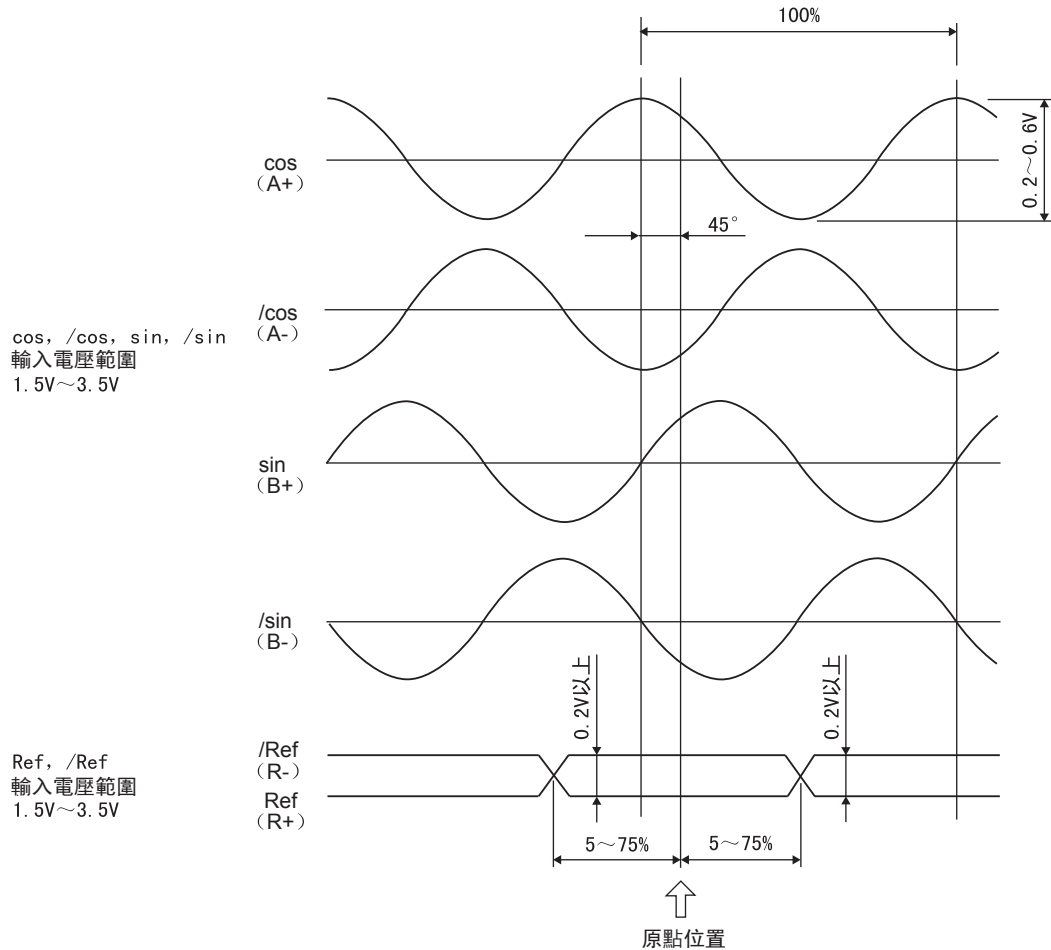 100%
0.2～0.6V
cos
（A+）
45°
/cos
（A-）
cos, /cos, sin, /sin
輸入電壓範圍
1.5V～3.5V
sin
（B+）
/sin
（B-）
0.2V以上
0.2V以上
/Ref
（R-）
Ref
（R+）
Ref, /Ref
輸入電壓範圍
1.5V～3.5V
5～75%
5～75%
原點位置